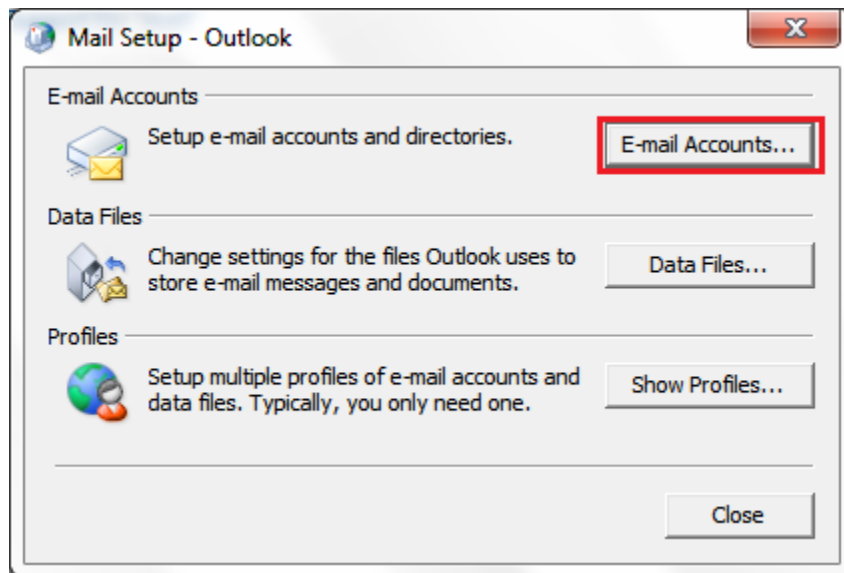 Mail Setup - Outlook
E-mail Accounts
Setup e-mail accounts and directories.
E-mail Accounts...
Data Files
Change settings for the files Outlook uses to
store e-mail messages and documents.
Data Files...
Profiles
Setup multiple profiles of e-mail accounts and
data files. Typically, you only need one.
Show Profiles...
Close